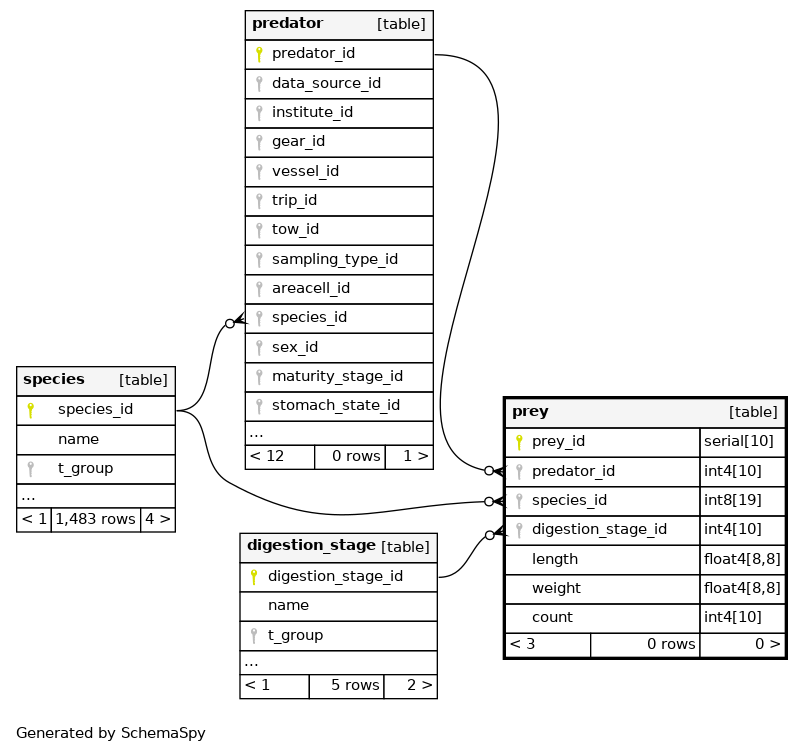 predator [table]
predator_id
data_source_id
institute_id
gear_id
vessel_id
trip_id
tow_id
sampling_type_id
areacell_id
species_id
sex_id
maturity_stage_id
stomach_state_id
...
< 12 0 rows 1 >
species [table]
species_id
name
t_group
...
< 1 1,483 rows 4 >
prey [table]
prey_id serial[10]
predator_id int4[10]
species_id int8[19]
digestion_stage_id int4[10]
length float4[8,8]
weight float4[8,8]
count int4[10]
< 3 0 rows 0 >
digestion_stage [table]
digestion_stage_id
name
t_group
...
< 1 5 rows 2 >
Generated by SchemaSpy